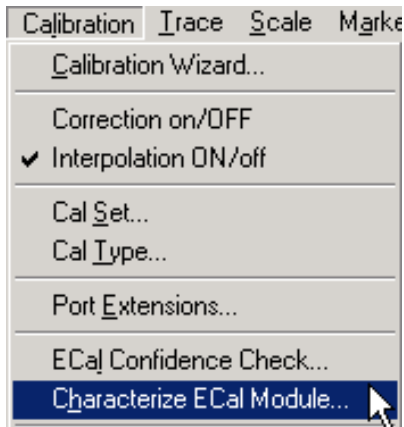 Calibration Trace Scale Marke
Calibration Wizard...
Correction on/OFF
Interpolation ON/off
Cal Set...
Cal Type...
Port Extensions...
ECal Confidence Check...
Characterize ECal Module...